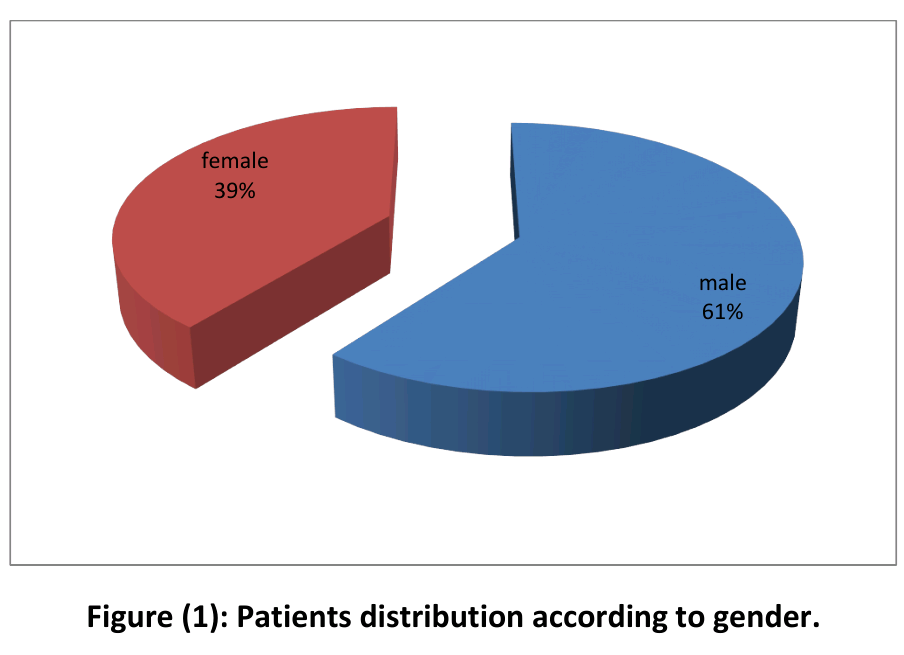 female
39%
male
61%
Figure (1): Patients distribution according to gender.